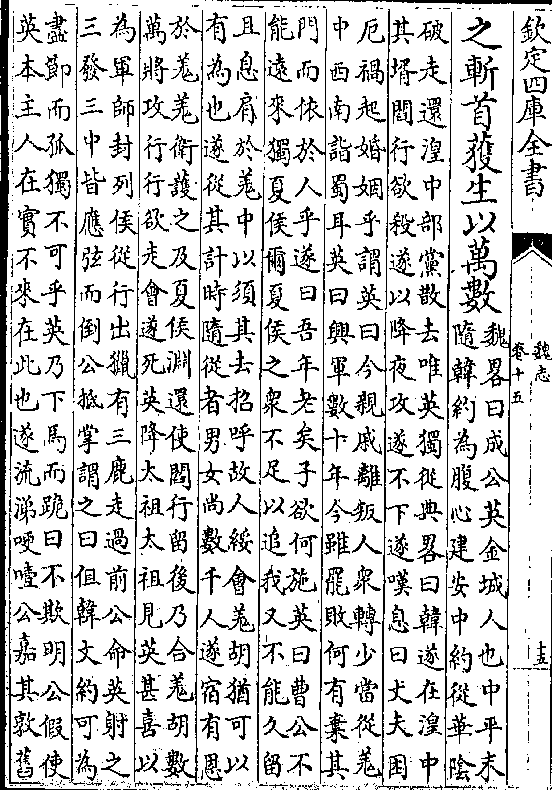 欽定四庫全書
魏志
卷十五
十五
之斬首獲生以萬數
魏畧曰成公英金城人也中平末
隨韓約為腹心建安中約從華陰
破走還湟中部黨散去唯英獨從典畧曰韓遂在湟中
其壻閻行欲殺遂以降夜攻遂不下遂嘆息曰丈夫困
厄禍起婚姻乎謂英曰今親戚離叛人衆轉少當從羗
中西南詣蜀耳英曰興軍數十年今雖罷敗何有棄其
門而依於人乎遂曰吾年老矣子欲何施英曰曹公不
能遠來獨夏侯爾夏侯之衆不足以追我又不能久留
且息肩於羗中以須其去招呼故人綏會羗胡猶可以
有為也遂從其計時隨從者男女尚數千人遂宿有恩
於羗羗衛護之及夏侯淵還使閻行留後乃合羗胡數
萬將攻行行欲走會遂死英降太祖太祖見英甚喜以
為軍師封列侯從行出獵有三鹿走過前公命英射之
三發三中皆應弦而倒公抵掌謂之曰但韓文約可為
盡節而孤獨不可乎英乃下馬而跪曰不欺明公假使
英本主人在實不來在此也遂流涕哽噎公嘉其敦舊